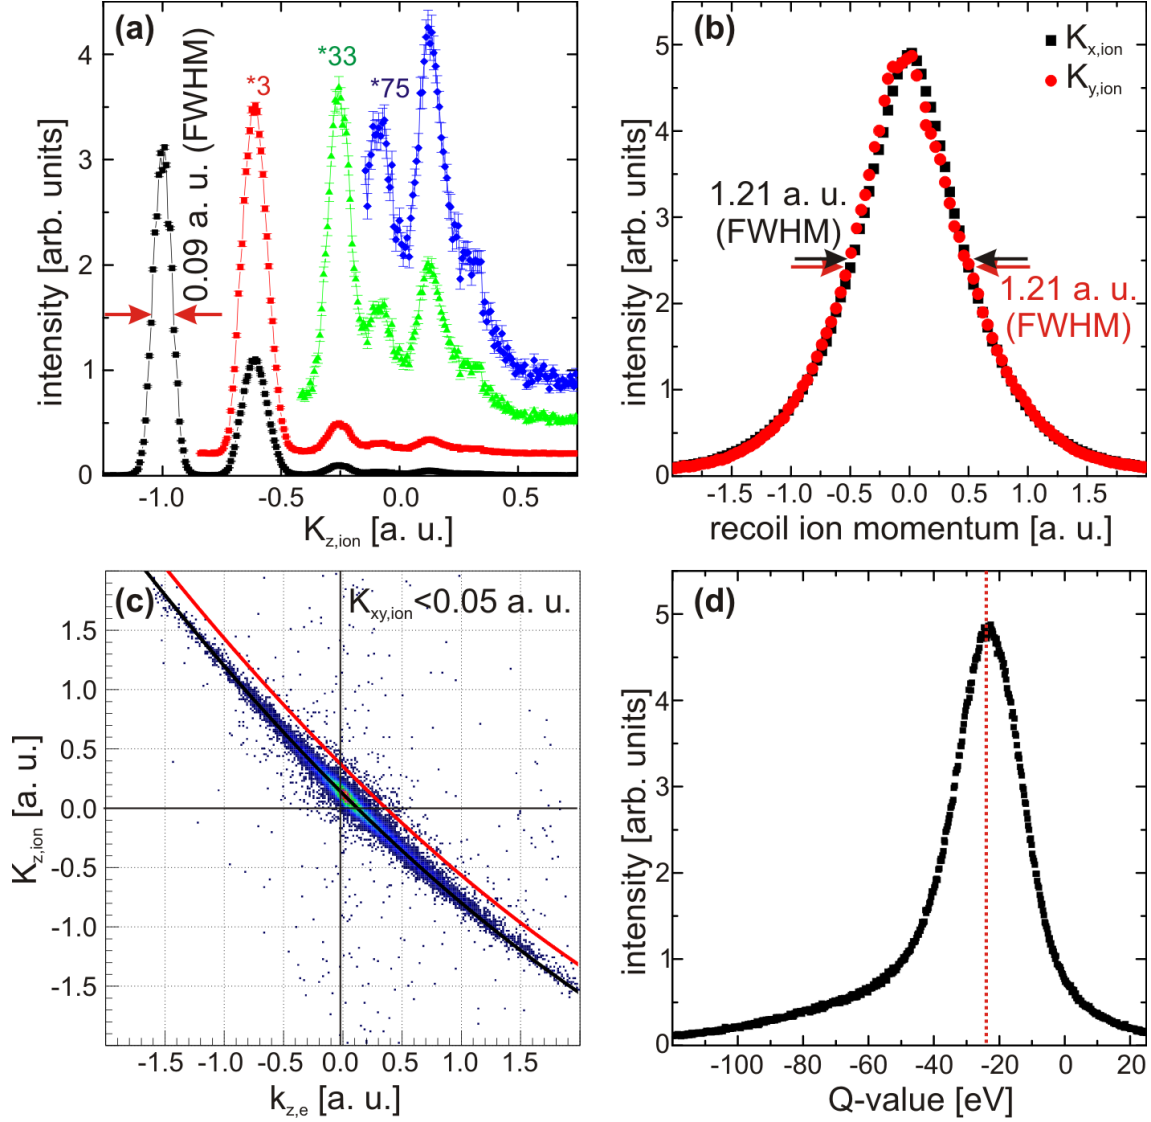 (a)
*3
*33
*75
0.09 a. u. (FWHM)
intensity [arb. units]
4
3
2
1
0
-1.0
-0.5
0.0
0.5
K_z,ion [a. u.]
(b)
K_x,ion
K_y,ion
1.21 a. u.
(FWHM)
1.21 a. u.
(FWHM)
intensity [arb. units]
5
4
3
2
1
0
-1.5
-1.0
-0.5
0.0
0.5
1.0
1.5
recoil ion momentum [a. u.]
(c)
K_xy,ion<0.05 a. u.
K_z,ion [a. u.]
1.5
1.0
0.5
0.0
-0.5
-1.0
-1.5
-1.5
-1.0
-0.5
0.0
0.5
1.0
1.5
k_z,e [a. u.]
(d)
intensity [arb. units]
5
4
3
2
1
0
-100
-80
-60
-40
-20
0
20
Q-value [eV]